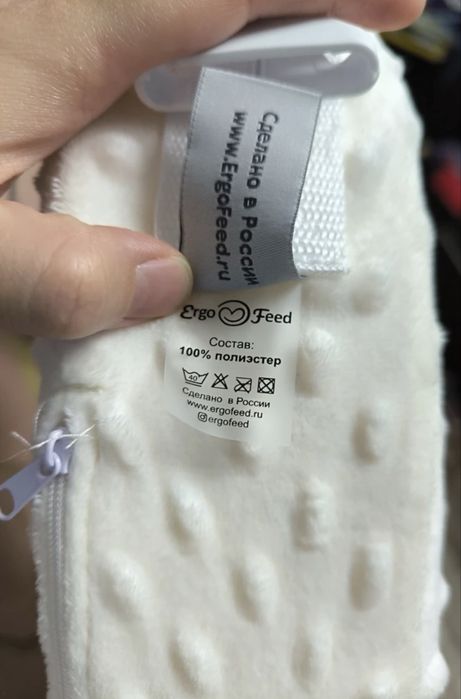 Сделано в России
www.ErgoFeed.ru
Ergo Feed
Состав:
100% полиэстер
40
Сделано в России
www.ergofeed.ru
@ergofeed